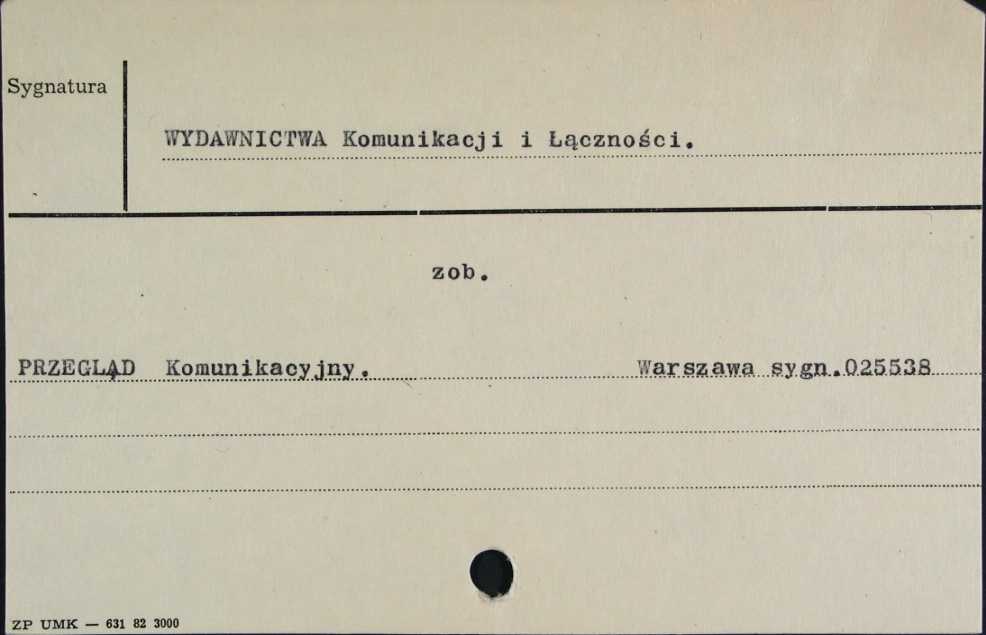 Sygnatura
WYDAWNICTWA Komunikacji i Łączności.
zob.
PRZEGLĄD Komunikacyjny. Warszawa sygn.025538
ZP UMK — 631 82 3000